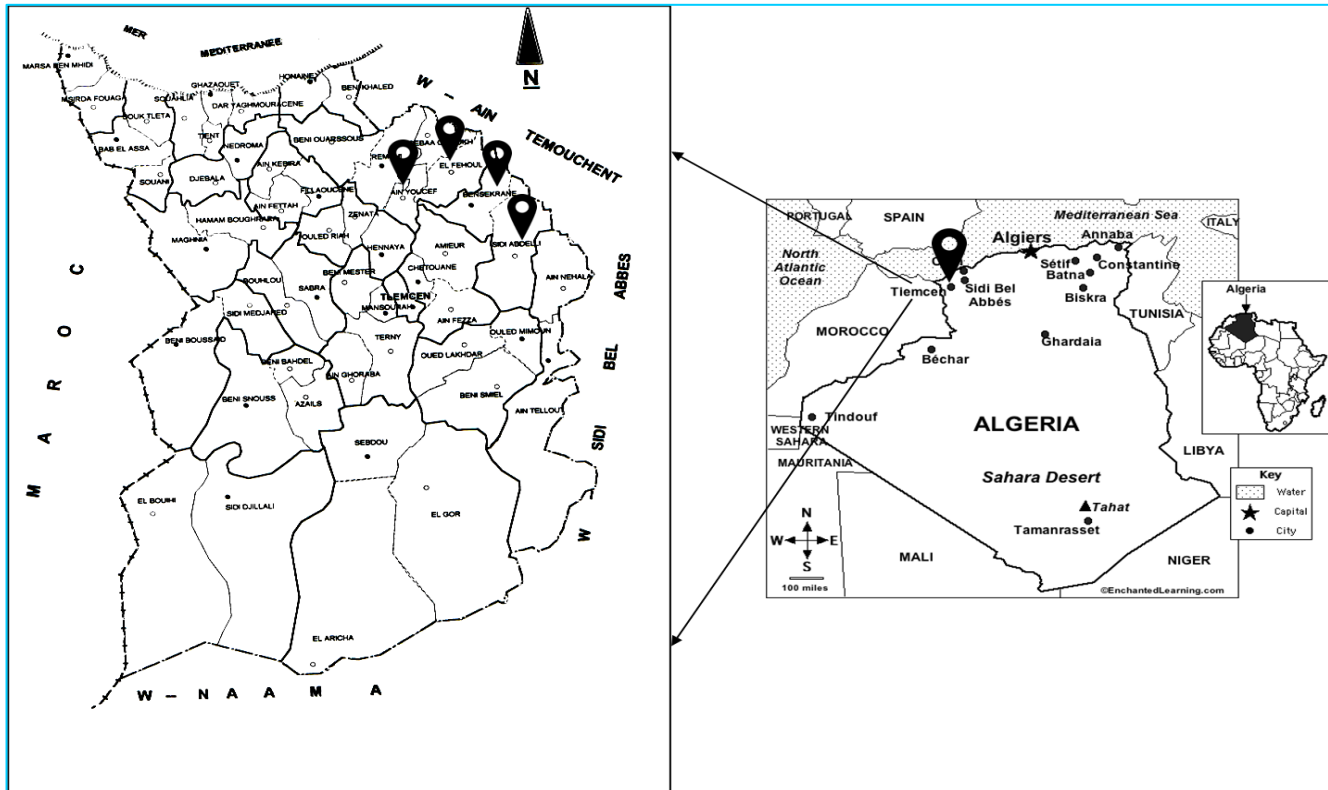 MER MEDITERRANEE
MARSA BEN MHIDI
GHAZAOUET
HONAINE
N
M'SIRDA FOUAGA
SOUAHLIA
DAR YAGHMOURACENE
BENI KHALED
W - AIN TEMOUCHENT
SOUK TLETA
TIENT
BENI OUARSSOUS
BAB EL ASSA
NEDROMA
AIN KEBIRA
EL FEHOUL
SOUANI
DJEBALA
FILLAOUCENE
AIN YOUCEF
BENSEKRANE
AIN FETTAH
ZENATA
HAMAM BOUGHRARA
OULED RIAH
MAGHNIA
HENNAYA
AMIEUR
SIDI ABDELLI
BOUHLOU
BENI MESTER
CHETOUANE
AIN NEHALA
SABRA
TLEMCEN
MANSOURAH
SIDI MEDJAHED
AIN FEZZA
BENI BOUSSAID
TERNY
OULED MIMOUN
OUED LAKHDAR
BENI BAHDEL
AIN GHORABA
BENI SNOUSS
AZAILS
BENI SMIEL
AIN TELLOUT
SEBDOU
EL BOUIHI
SIDI DJILLALI
EL GOR
EL ARICHA
MAROC
W SIDI BEL ABBES
W - NAAMA
PORTUGAL
SPAIN
Mediterranean Sea
ITALY
North Atlantic Ocean
Algiers
Annaba
Sétif
Constantine
Batna
Tlemcen
Sidi Bel Abbés
Biskra
TUNISIA
MOROCCO
Ghardaia
Béchar
Tindouf
ALGERIA
WESTERN SAHARA
LIBYA
MAURITANIA
Sahara Desert
Tahat
Tamanrasset
N
W E
S
MALI
NIGER
100 miles
©EnchantedLearning.com
Algeria
Key
Water
Capital
City